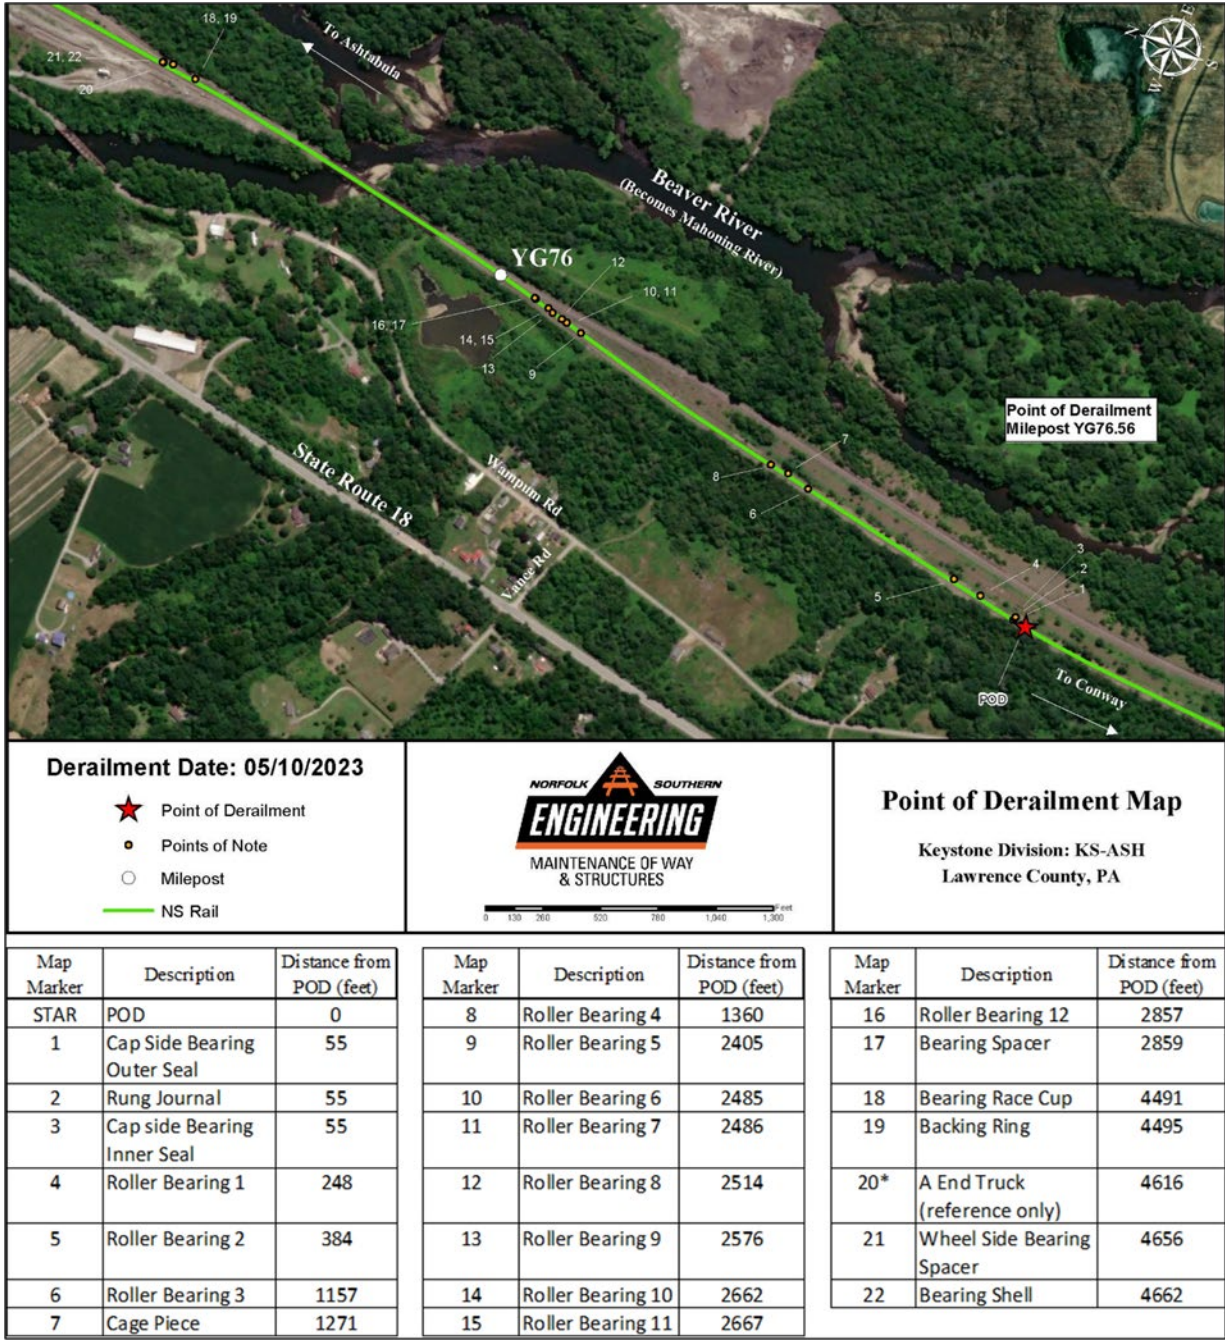 18, 19
21, 22
20
To Ashtabula
N
E
W
S
Beaver River
(Becomes Mahoning River)
YG76
12
10, 11
16, 17
14, 15
13
9
Point of Derailment
Milepost YG76.56
State Route 18
Wampum Rd
Vance Rd
7
8
6
3
2
1
4
5
To Conway
POD
Derailment Date: 05/10/2023
Point of Derailment
Points of Note
Milepost
NS Rail
NORFOLK SOUTHERN
ENGINEERING
MAINTENANCE OF WAY
& STRUCTURES
Feet
0 130 260 520 780 1,040 1,300
Point of Derailment Map
Keystone Division: KS-ASH
Lawrence County, PA
Map Marker Description Distance from POD (feet)
STAR POD 0
1 Cap Side Bearing Outer Seal 55
2 Rung Journal 55
3 Cap side Bearing Inner Seal 55
4 Roller Bearing 1 248
5 Roller Bearing 2 384
6 Roller Bearing 3 1157
7 Cage Piece 1271
Map Marker Description Distance from POD (feet)
8 Roller Bearing 4 1360
9 Roller Bearing 5 2405
10 Roller Bearing 6 2485
11 Roller Bearing 7 2486
12 Roller Bearing 8 2514
13 Roller Bearing 9 2576
14 Roller Bearing 10 2662
15 Roller Bearing 11 2667
Map Marker Description Distance from POD (feet)
16 Roller Bearing 12 2857
17 Bearing Spacer 2859
18 Bearing Race Cup 4491
19 Backing Ring 4495
20* A End Truck (reference only) 4616
21 Wheel Side Bearing Spacer 4656
22 Bearing Shell 4662